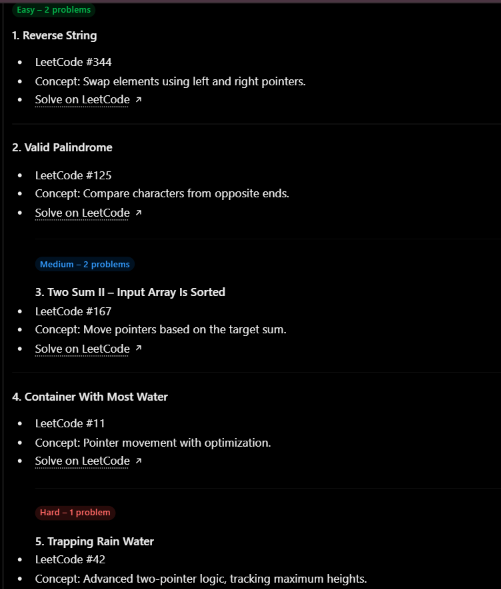 Easy – 2 problems
1. Reverse String
• LeetCode #344
• Concept: Swap elements using left and right pointers.
• Solve on LeetCode ↗
2. Valid Palindrome
• LeetCode #125
• Concept: Compare characters from opposite ends.
• Solve on LeetCode ↗
Medium – 2 problems
3. Two Sum II – Input Array Is Sorted
• LeetCode #167
• Concept: Move pointers based on the target sum.
• Solve on LeetCode ↗
4. Container With Most Water
• LeetCode #11
• Concept: Pointer movement with optimization.
• Solve on LeetCode ↗
Hard – 1 problem
5. Trapping Rain Water
• LeetCode #42
• Concept: Advanced two-pointer logic, tracking maximum heights.